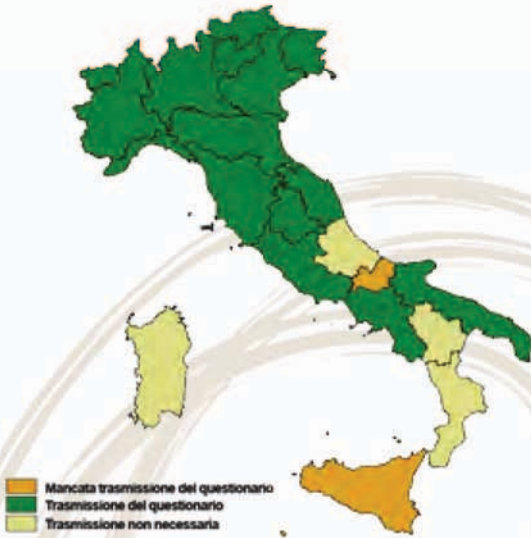 Mancata trasmissione del questionario
Trasmissione del questionario
Trasmissione non necessaria